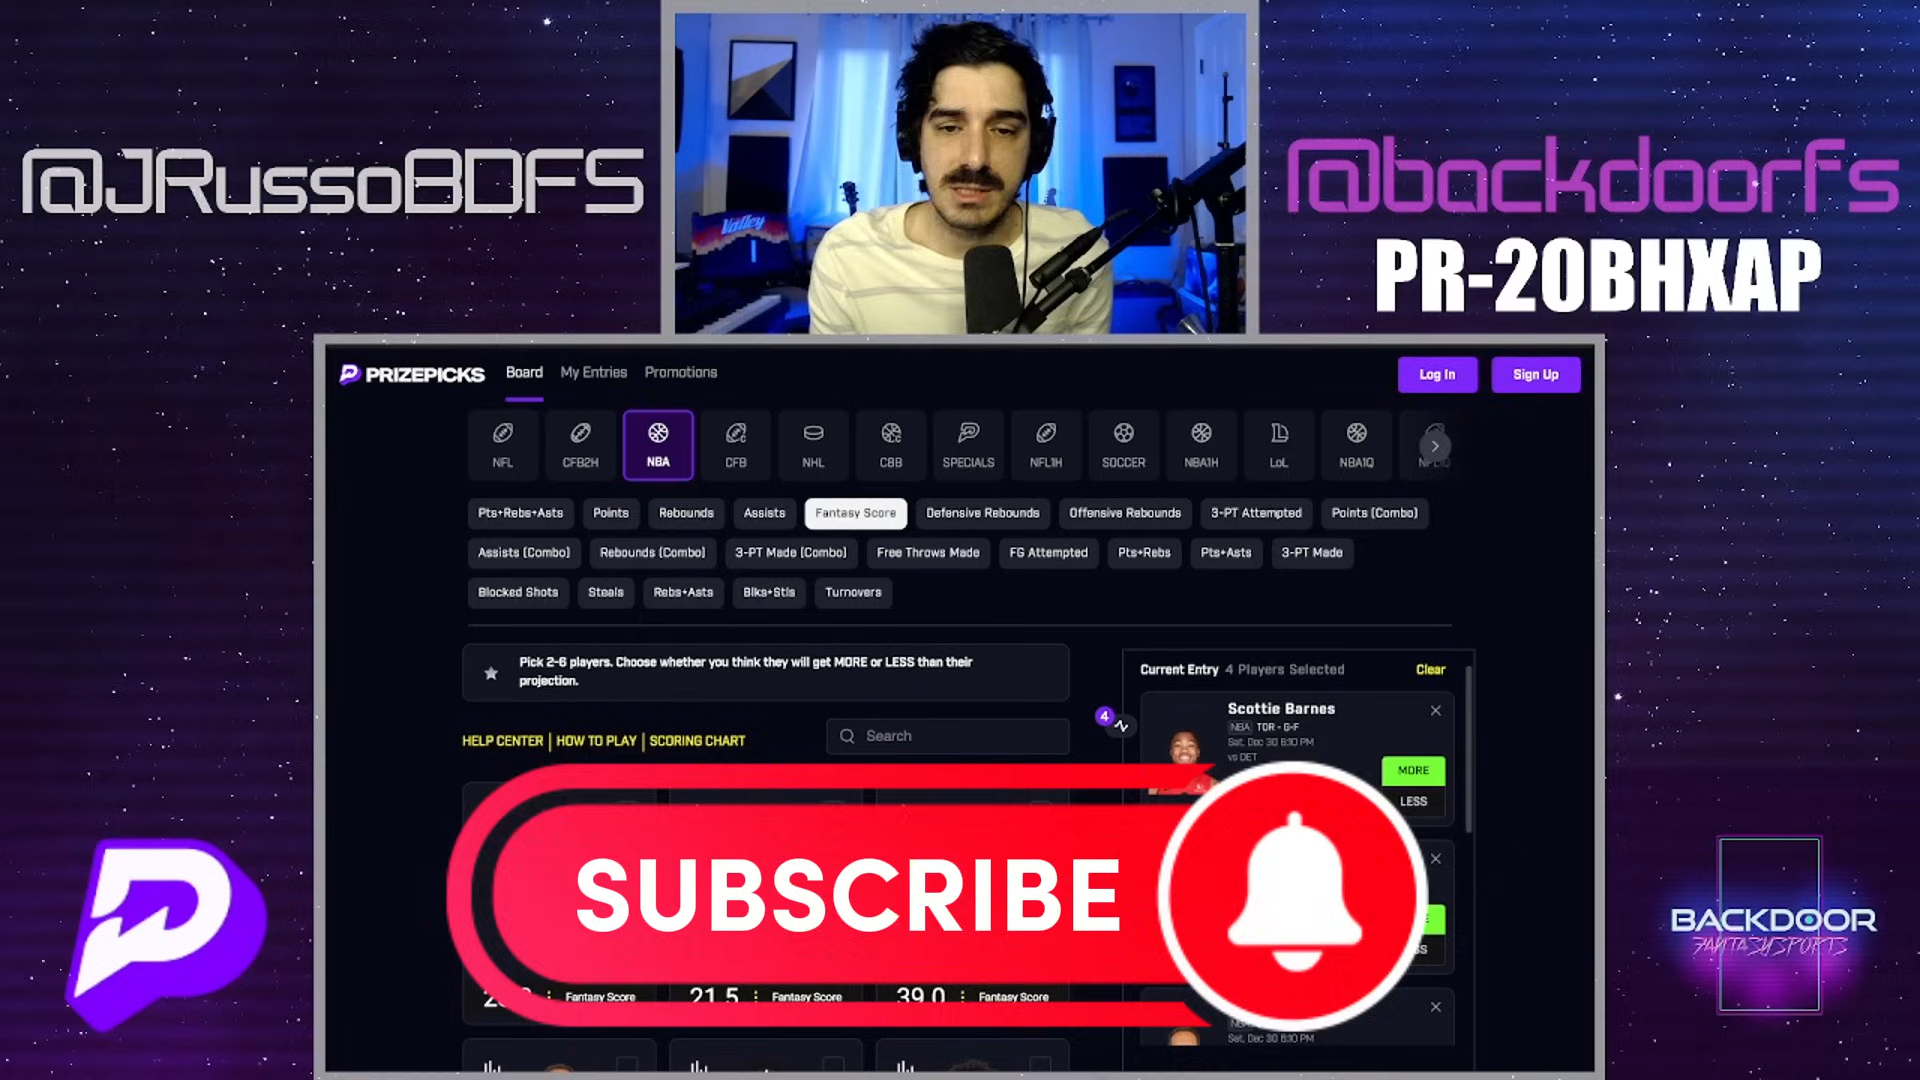 @JRussoBDFS
@backdoorfs
PR-20BHXAP
Valley
PRIZEPICKS
Board
My Entries
Promotions
Log In
Sign Up
NFL
CFB2H
NBA
CFB
NHL
CBB
SPECIALS
NFL1H
SOCCER
NBA1H
LoL
NBA1Q
Pts+Rebs+Asts
Points
Rebounds
Assists
Fantasy Score
Defensive Rebounds
Offensive Rebounds
3-PT Attempted
Points (Combo)
Assists (Combo)
Rebounds (Combo)
3-PT Made (Combo)
Free Throws Made
FG Attempted
Pts+Rebs
Pts+Asts
3-PT Made
Blocked Shots
Steals
Rebs+Asts
Blks+Stls
Turnovers
Pick 2-6 players. Choose whether you think they will get MORE or LESS than their
projection.
Current Entry 4 Players Selected
Clear
HELP CENTER | HOW TO PLAY | SCORING CHART
Search
4
Scottie Barnes
NBA TOR - G-F
Sat, Dec 30 6:10 PM
vs DET
MORE
LESS
SUBSCRIBE
Fantasy Score
21.5 Fantasy Score
39.0 Fantasy Score
Sat, Dec 30 6:10 PM
BACKDOOR
FANTASYSPORTS